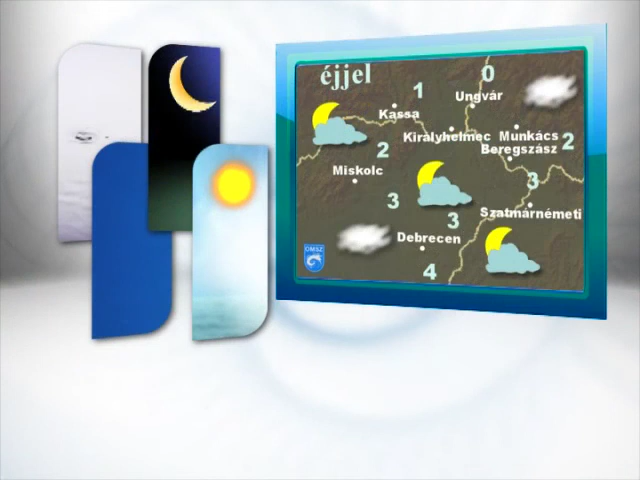 éjjel
0
1
Ungvár
Kassa
Királyhelmec Munkács 2
Beregszász
2
Miskolc
3
3
Szatmárnémeti
3
Debrecen
4
OMSZ